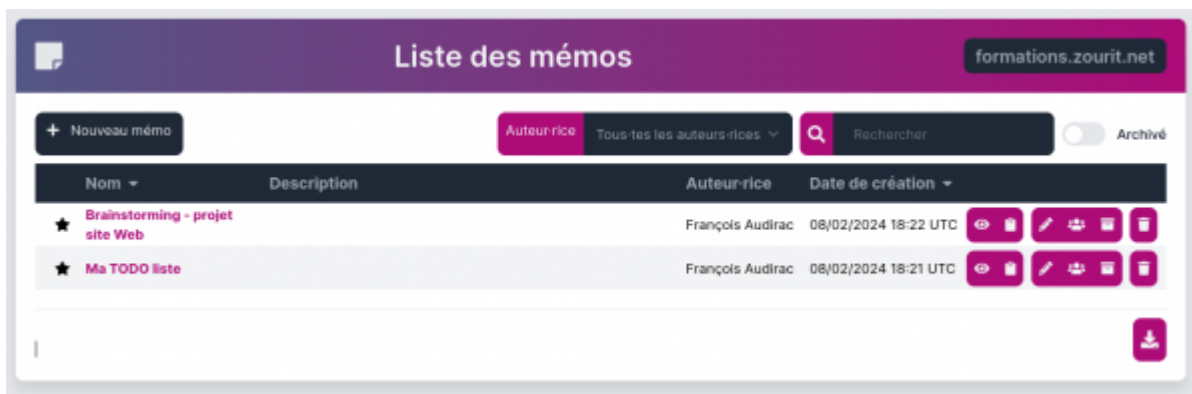 Liste des mémos
formations.zourit.net
Nouveau mémo
Auteur·rice
Tous·tes les auteurs·rices
Rechercher
Archivé
Nom Description Auteur·rice Date de création
Brainstorming - projet
site Web
François Audirac 08/02/2024 18:22 UTC
Ma TODO liste François Audirac 08/02/2024 18:21 UTC